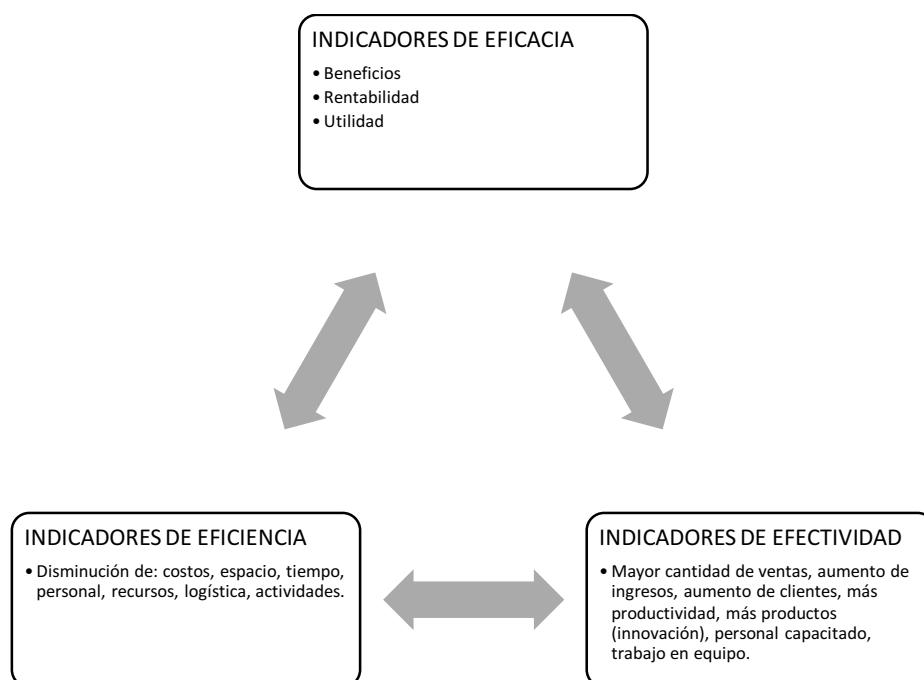 INDICADORES DE EFICACIA
• Beneficios
• Rentabilidad
• Utilidad
INDICADORES DE EFICIENCIA
• Disminución de: costos, espacio, tiempo,
personal, recursos, logística, actividades.
INDICADORES DE EFECTIVIDAD
• Mayor cantidad de ventas, aumento de
ingresos, aumento de clientes, más
productividad, más productos
(innovación), personal capacitado,
trabajo en equipo.